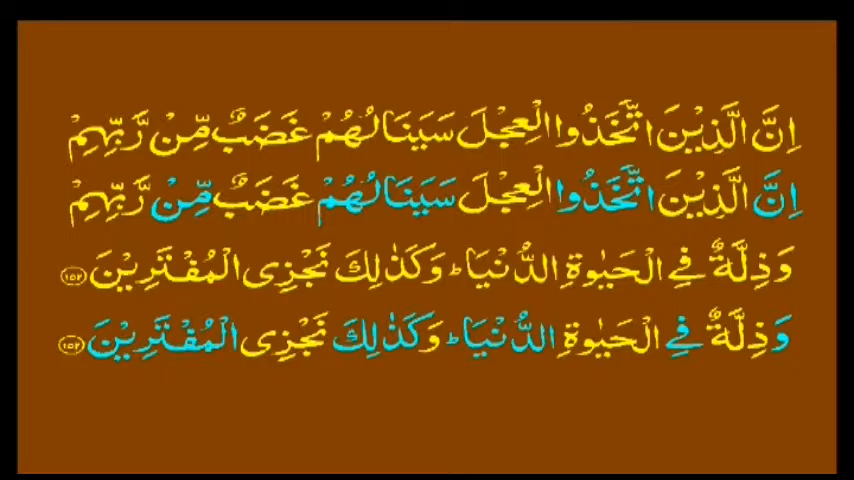 اِنَّ الَّذِيْنَ اتَّخَذُوا الْعِجْلَ سَيَنَالُهُمْ غَضَبٌ مِّنْ رَّبِّهِمْ
اِنَّ الَّذِيْنَ اتَّخَذُوا الْعِجْلَ سَيَنَالُهُمْ غَضَبٌ مِّنْ رَّبِّهِمْ
وَذِلَّةٌ فِي الْحَيٰوةِ الدُّنْيَا ؕ وَكَذٰلِكَ نَجْزِى الْمُفْتَرِيْنَ ۝١٥٢
وَذِلَّةٌ فِي الْحَيٰوةِ الدُّنْيَا ؕ وَكَذٰلِكَ نَجْزِى الْمُفْتَرِيْنَ ۝١٥٢